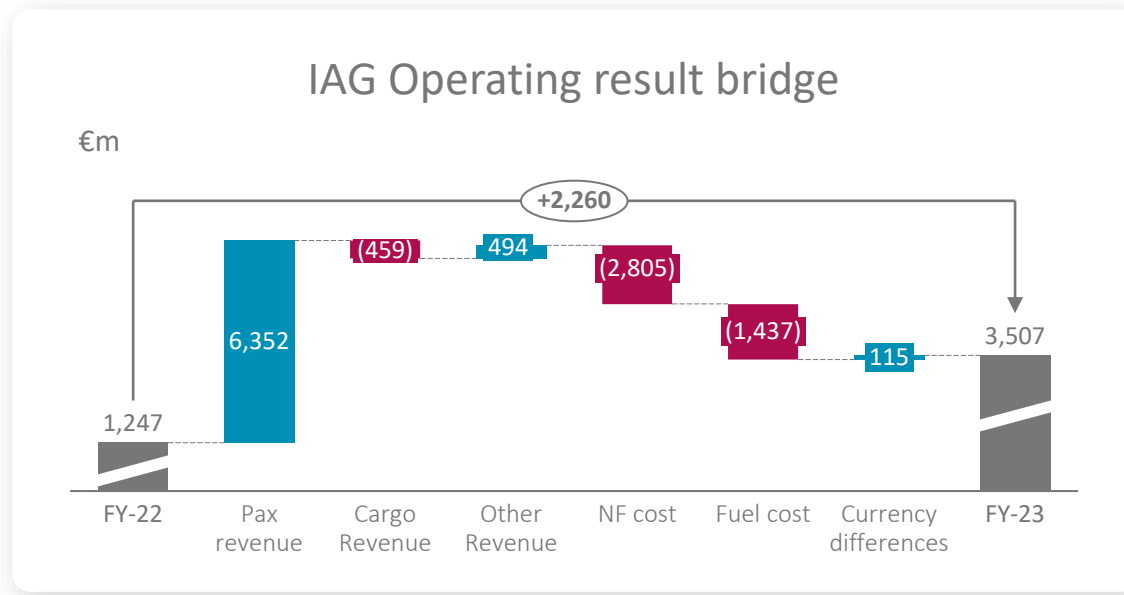 IAG Operating result bridge
€m
+2,260
(459)
494
(2,805)
6,352
(1,437)
115
3,507
1,247
FY-22
Pax
revenue
Cargo
Revenue
Other
Revenue
NF cost
Fuel cost
Currency
differences
FY-23